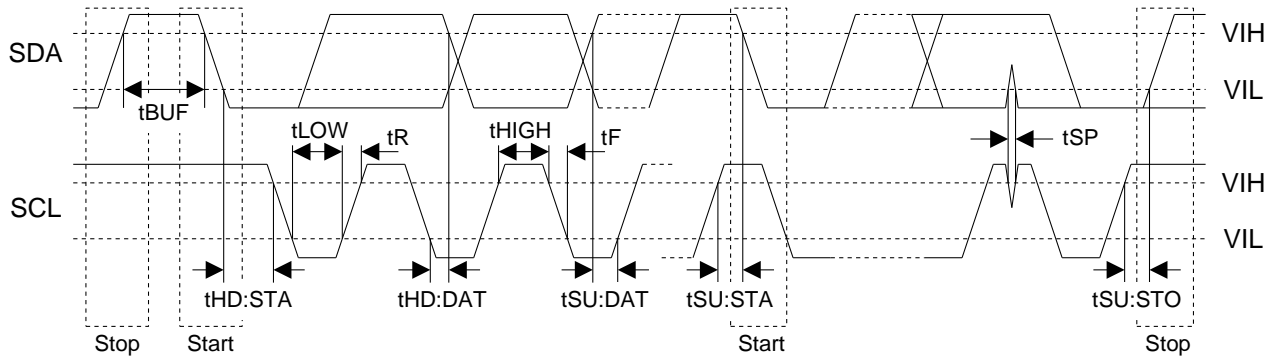 SDA
VIH
VIL
tBUF
tLOW
tR
tHIGH
tF
tSP
SCL
VIH
VIL
tHD:STA
tHD:DAT
tSU:DAT
tSU:STA
tSU:STO
Stop
Start
Start
Stop